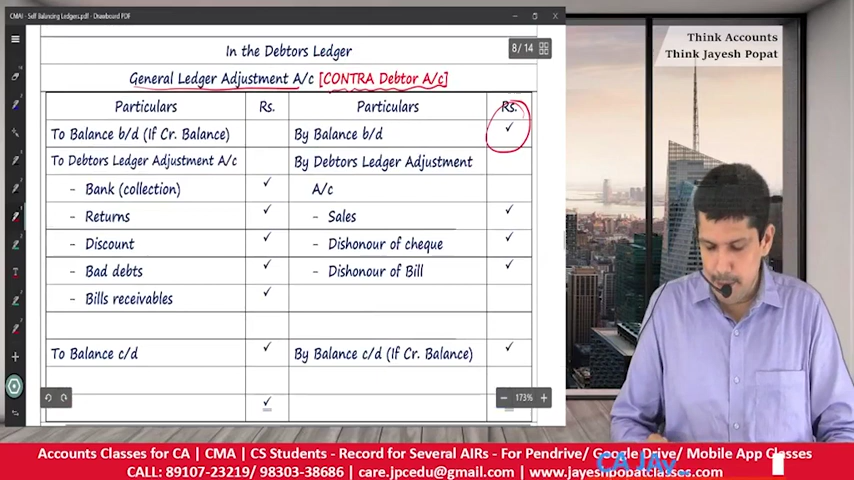 CMAI - Self Balancing Ledgers.pdf - Drawboard PDF
Think Accounts
Think Jayesh Popat
In the Debtors Ledger
8 / 14
General Ledger Adjustment A/c [CONTRA Debtor A/c]
Particulars Rs. Particulars Rs.
To Balance b/d (If Cr. Balance) By Balance b/d ✓
To Debtors Ledger Adjustment A/c By Debtors Ledger Adjustment
- Bank (collection) ✓ A/c
- Returns ✓ - Sales ✓
- Discount ✓ - Dishonour of cheque ✓
- Bad debts ✓ - Dishonour of Bill ✓
- Bills receivables ✓
To Balance c/d ✓ By Balance c/d (If Cr. Balance) ✓
✓
173%
Accounts Classes for CA | CMA | CS Students - Record for Several AIRs - For Pendrive/ Google Drive/ Mobile App Classes
CALL: 89107-23219/ 98303-38686 | care.jpcedu@gmail.com | www.jayeshpopatclasses.com